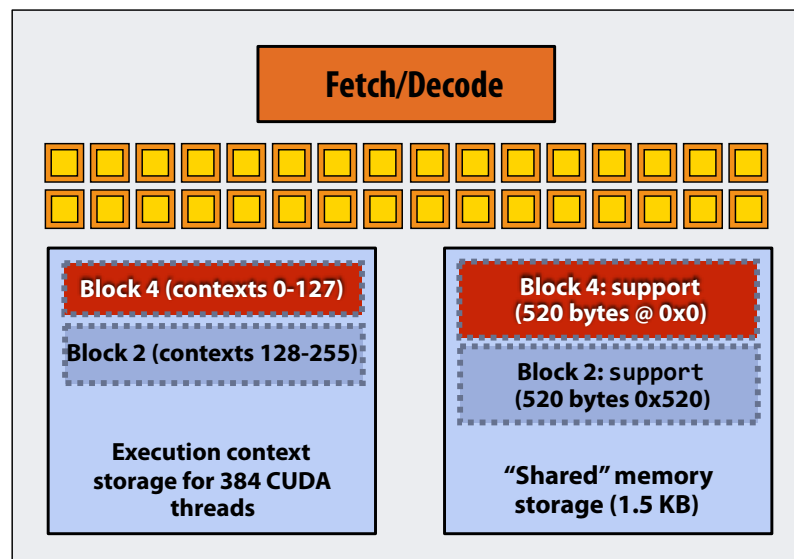 Fetch/Decode
Block 4 (contexts 0-127)
Block 2 (contexts 128-255)
Execution context
storage for 384 CUDA
threads
Block 4: support
(520 bytes @ 0x0)
Block 2: support
(520 bytes 0x520)
“Shared” memory
storage (1.5 KB)